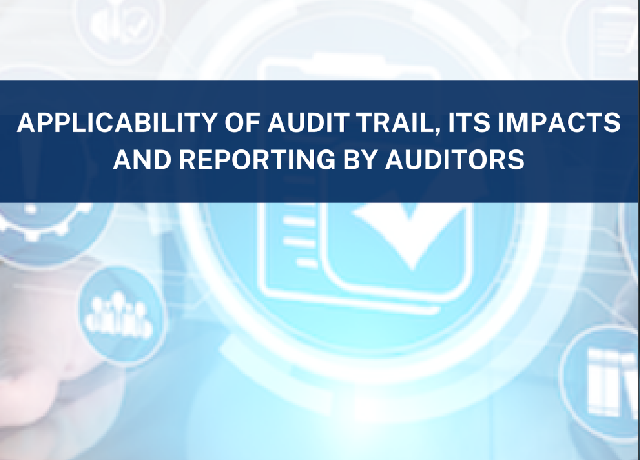 APPLICABILITY OF AUDIT TRAIL, ITS IMPACTS
AND REPORTING BY AUDITORS